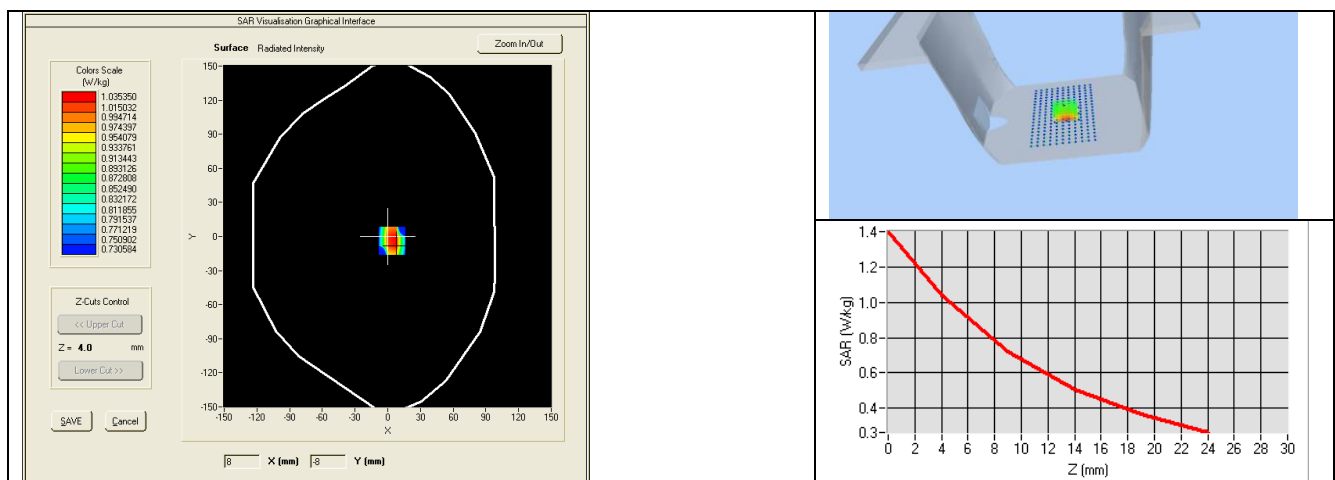 SAR Visualisation Graphical Interface
Surface Radiated Intensity
Zoom In/Out
Colors Scale
(W/kg)
1.035350
1.015032
0.994714
0.974397
0.954079
0.933761
0.913443
0.893126
0.872808
0.852490
0.832172
0.811855
0.791537
0.771219
0.750902
0.730584
Z-Cuts Control
<< Upper Cut
Z = 4.0 mm
Lower Cut >>
SAVE Cancel
150
120
90
60
30
0
-30
-60
-90
-120
-150
Y
-150 -120 -90 -60 -30 0 30 60 90 120 150
X
8 X (mm) -8 Y (mm)
1.4
1.2
1.0
0.8
0.6
0.4
0.3
SAR (W/kg)
0 2 4 6 8 10 12 14 16 18 20 22 24 26 28 30
Z (mm)